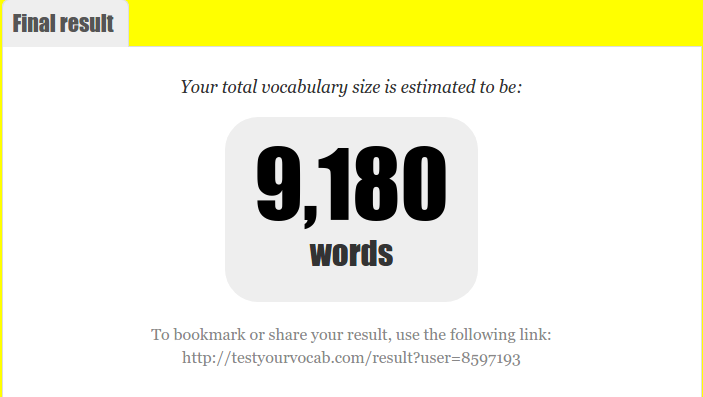 Final result
Your total vocabulary size is estimated to be:
9,180
words
To bookmark or share your result, use the following link:
http://testyourvocab.com/result?user=8597193